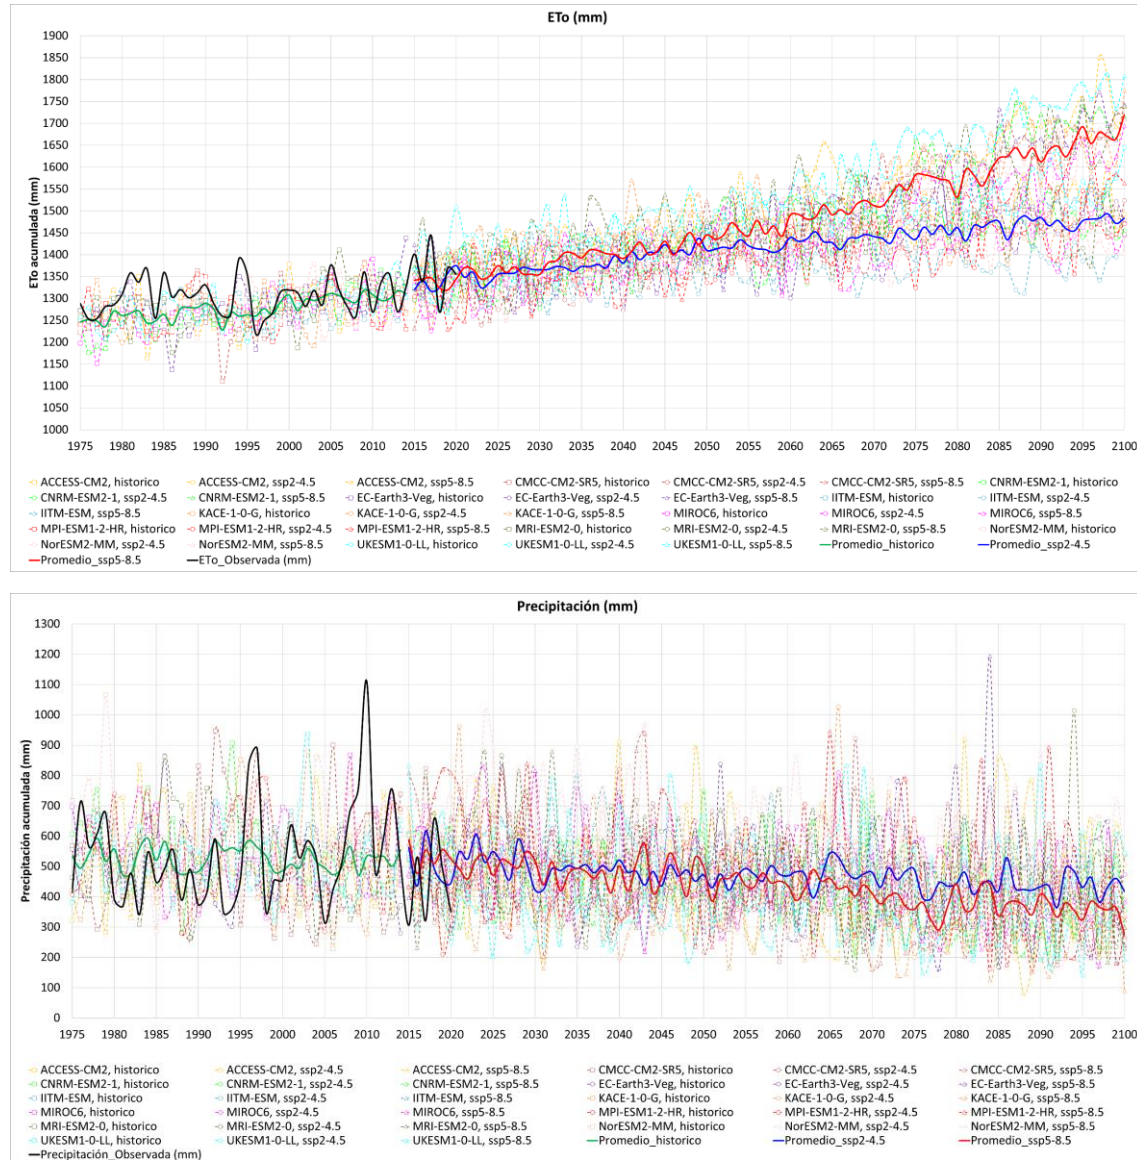 ETo (mm)
1900
1850
1800
1750
1700
1650
1600
1550
1500
1450
1400
1350
1300
1250
1200
1150
1100
1050
1000
ETo acumulada (mm)
1975 1980 1985 1990 1995 2000 2005 2010 2015 2020 2025 2030 2035 2040 2045 2050 2055 2060 2065 2070 2075 2080 2085 2090 2095 2100
ACCESS-CM2, historico ACCESS-CM2, ssp2-4.5 ACCESS-CM2, ssp5-8.5 CMCC-CM2-SR5, historico CMCC-CM2-SR5, ssp2-4.5 CMCC-CM2-SR5, ssp5-8.5 CNRM-ESM2-1, historico
CNRM-ESM2-1, ssp2-4.5 CNRM-ESM2-1, ssp5-8.5 EC-Earth3-Veg, historico EC-Earth3-Veg, ssp2-4.5 EC-Earth3-Veg, ssp5-8.5 IITM-ESM, historico IITM-ESM, ssp2-4.5
IITM-ESM, ssp5-8.5 KACE-1-0-G, historico KACE-1-0-G, ssp2-4.5 KACE-1-0-G, ssp5-8.5 MIROC6, historico MIROC6, ssp2-4.5 MIROC6, ssp5-8.5
MPI-ESM1-2-HR, historico MPI-ESM1-2-HR, ssp2-4.5 MPI-ESM1-2-HR, ssp5-8.5 MRI-ESM2-0, historico MRI-ESM2-0, ssp2-4.5 MRI-ESM2-0, ssp5-8.5 NorESM2-MM, historico
NorESM2-MM, ssp2-4.5 NorESM2-MM, ssp5-8.5 UKESM1-0-LL, historico UKESM1-0-LL, ssp2-4.5 UKESM1-0-LL, ssp5-8.5 Promedio_historico Promedio_ssp2-4.5
Promedio_ssp5-8.5 ETo_Observada (mm)
Precipitación (mm)
1300
1200
1100
1000
900
800
700
600
500
400
300
200
100
0
Precipitación acumulada (mm)
1975 1980 1985 1990 1995 2000 2005 2010 2015 2020 2025 2030 2035 2040 2045 2050 2055 2060 2065 2070 2075 2080 2085 2090 2095 2100
ACCESS-CM2, historico ACCESS-CM2, ssp2-4.5 ACCESS-CM2, ssp5-8.5 CMCC-CM2-SR5, historico CMCC-CM2-SR5, ssp2-4.5 CMCC-CM2-SR5, ssp5-8.5
CNRM-ESM2-1, historico CNRM-ESM2-1, ssp2-4.5 CNRM-ESM2-1, ssp5-8.5 EC-Earth3-Veg, historico EC-Earth3-Veg, ssp2-4.5 EC-Earth3-Veg, ssp5-8.5
IITM-ESM, historico IITM-ESM, ssp2-4.5 IITM-ESM, ssp5-8.5 KACE-1-0-G, historico KACE-1-0-G, ssp2-4.5 KACE-1-0-G, ssp5-8.5
MIROC6, historico MIROC6, ssp2-4.5 MIROC6, ssp5-8.5 MPI-ESM1-2-HR, historico MPI-ESM1-2-HR, ssp2-4.5 MPI-ESM1-2-HR, ssp5-8.5
MRI-ESM2-0, historico MRI-ESM2-0, ssp2-4.5 MRI-ESM2-0, ssp5-8.5 NorESM2-MM, historico NorESM2-MM, ssp2-4.5 NorESM2-MM, ssp5-8.5
UKESM1-0-LL, historico UKESM1-0-LL, ssp2-4.5 UKESM1-0-LL, ssp5-8.5 Promedio_historico Promedio_ssp2-4.5 Promedio_ssp5-8.5
Precipitación_Observada (mm)